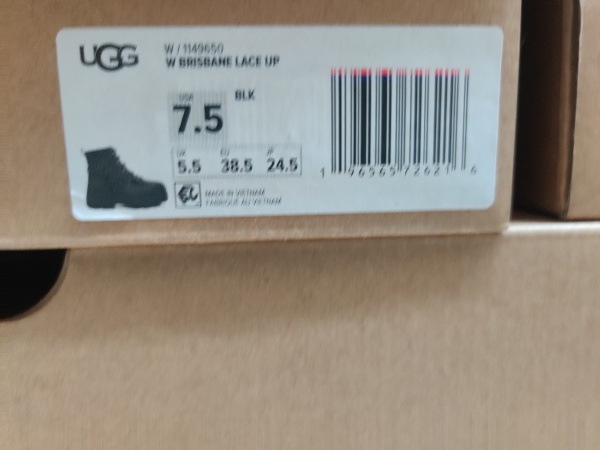 UGG
W / 1149650
W BRISBANE LACE UP
BLK
USA
7.5
UK EU JP
5.5 38.5 24.5
MADE IN VIETNAM
FABRIQUÉ AU VIETNAM
1 96565 72621 6